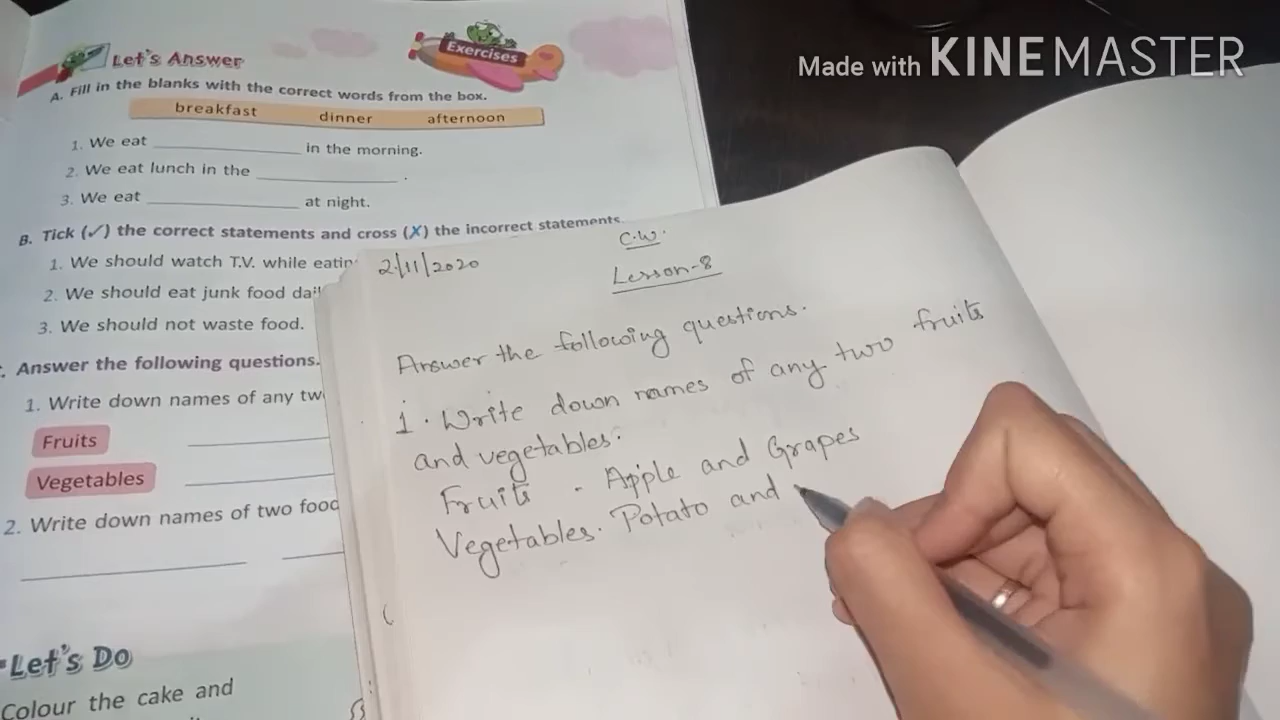 Made with KINEMASTER
Let's Answer
Exercises
A. Fill in the blanks with the correct words from the box.
breakfast dinner afternoon
1. We eat ____________ in the morning.
2. We eat lunch in the ____________ .
3. We eat ____________ at night.
B. Tick (✓) the correct statements and cross (✗) the incorrect statements
1. We should watch T.V. while eatin
2. We should eat junk food dail
3. We should not waste food.
Answer the following questions.
1. Write down names of any tw
Fruits
Vegetables
2. Write down names of two food
Let's Do
Colour the cake and
2/11/2020
C.W.
Lesson-8
Answer the following questions.
1. Write down names of any two fruits
and vegetables.
Fruits - Apple and Grapes
Vegetables. Potato and